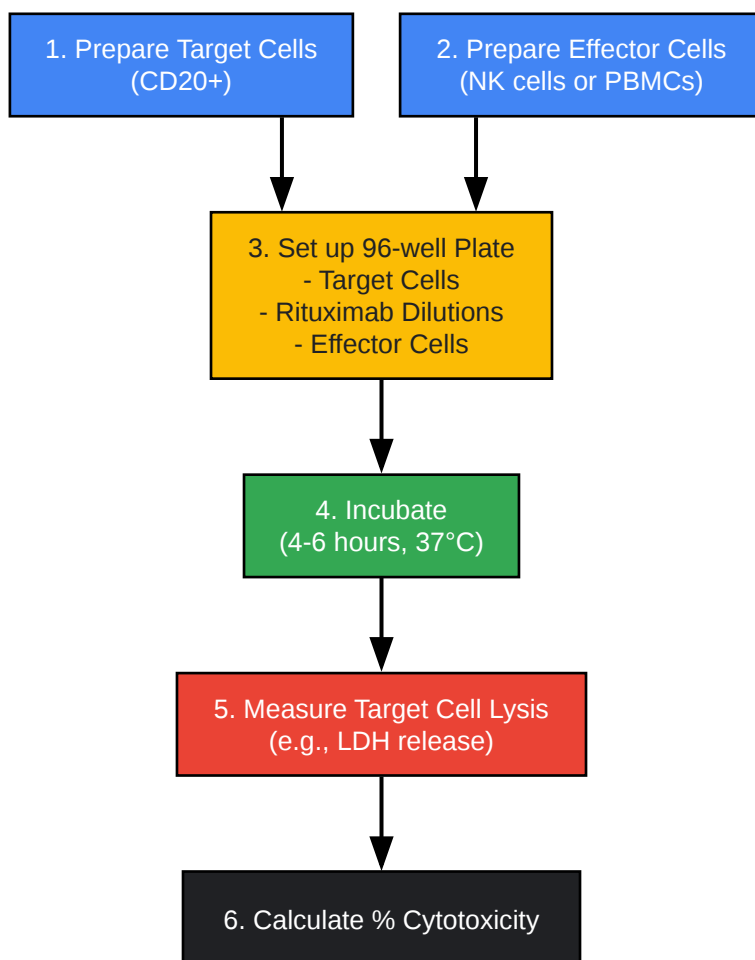 1. Prepare Target Cells
(CD20+)
2. Prepare Effector Cells
(NK cells or PBMCs)
3. Set up 96-well Plate
- Target Cells
- Rituximab Dilutions
- Effector Cells
4. Incubate
(4-6 hours, 37°C)
5. Measure Target Cell Lysis
(e.g., LDH release)
6. Calculate % Cytotoxicity